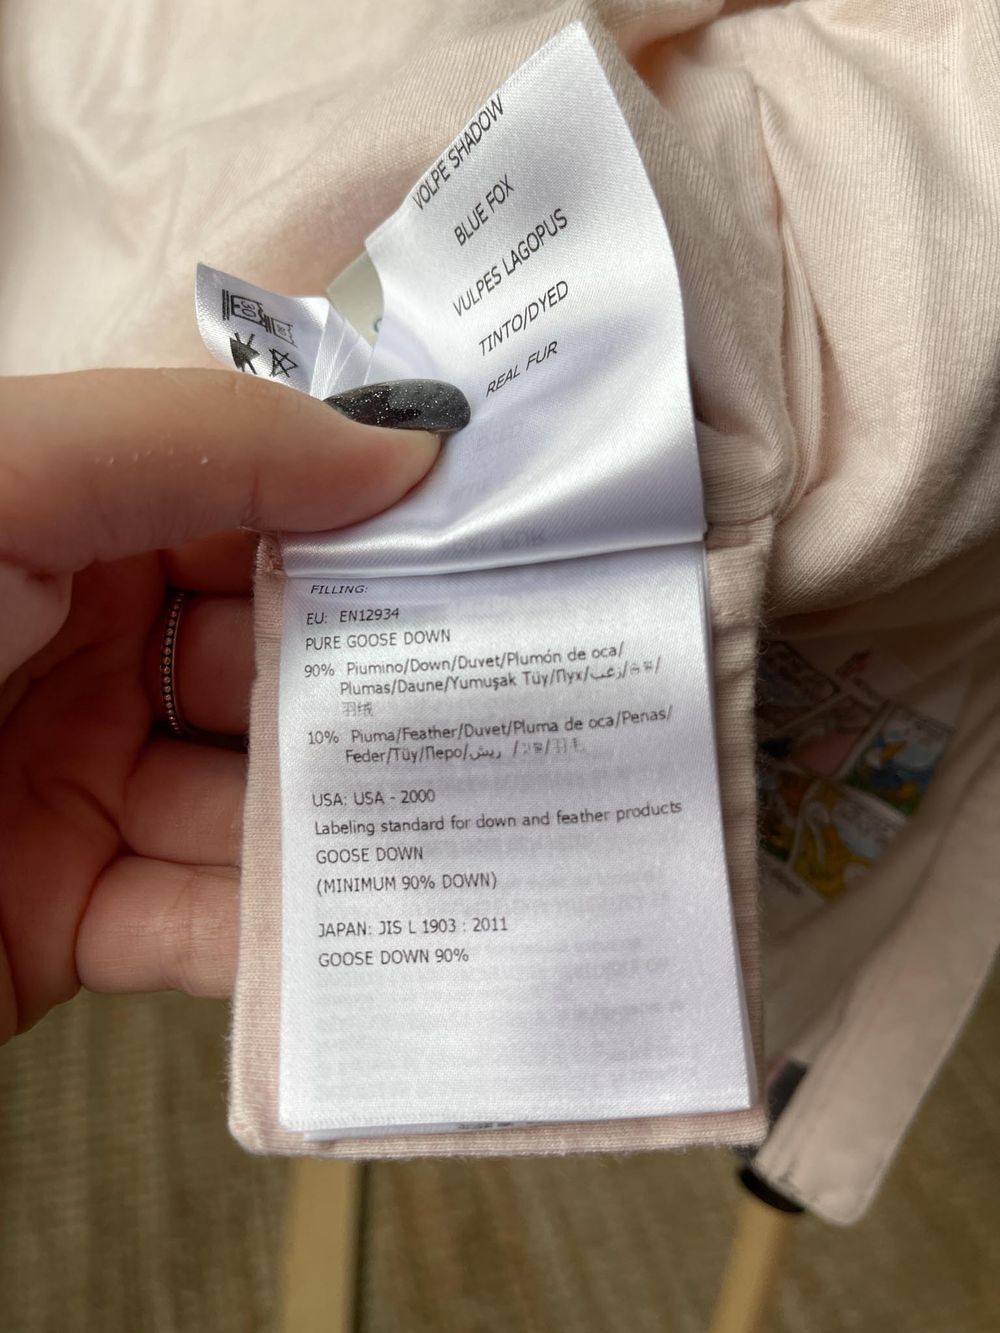 VOLPE SHADOW
BLUE FOX
VULPES LAGOPUS
TINTO/DYED
REAL FUR
30
FILLING:
EU: EN12934
PURE GOOSE DOWN
90% Piumino/Down/Duvet/Plumón de oca/
Plumas/Daune/Yumuşak Tüy/Пух/زغب/
羽绒
10% Piuma/Feather/Duvet/Pluma de oca/Penas/
Feder/Tüy/Перо/ریش/
USA: USA - 2000
Labeling standard for down and feather products
GOOSE DOWN
(MINIMUM 90% DOWN)
JAPAN: JIS L 1903 : 2011
GOOSE DOWN 90%